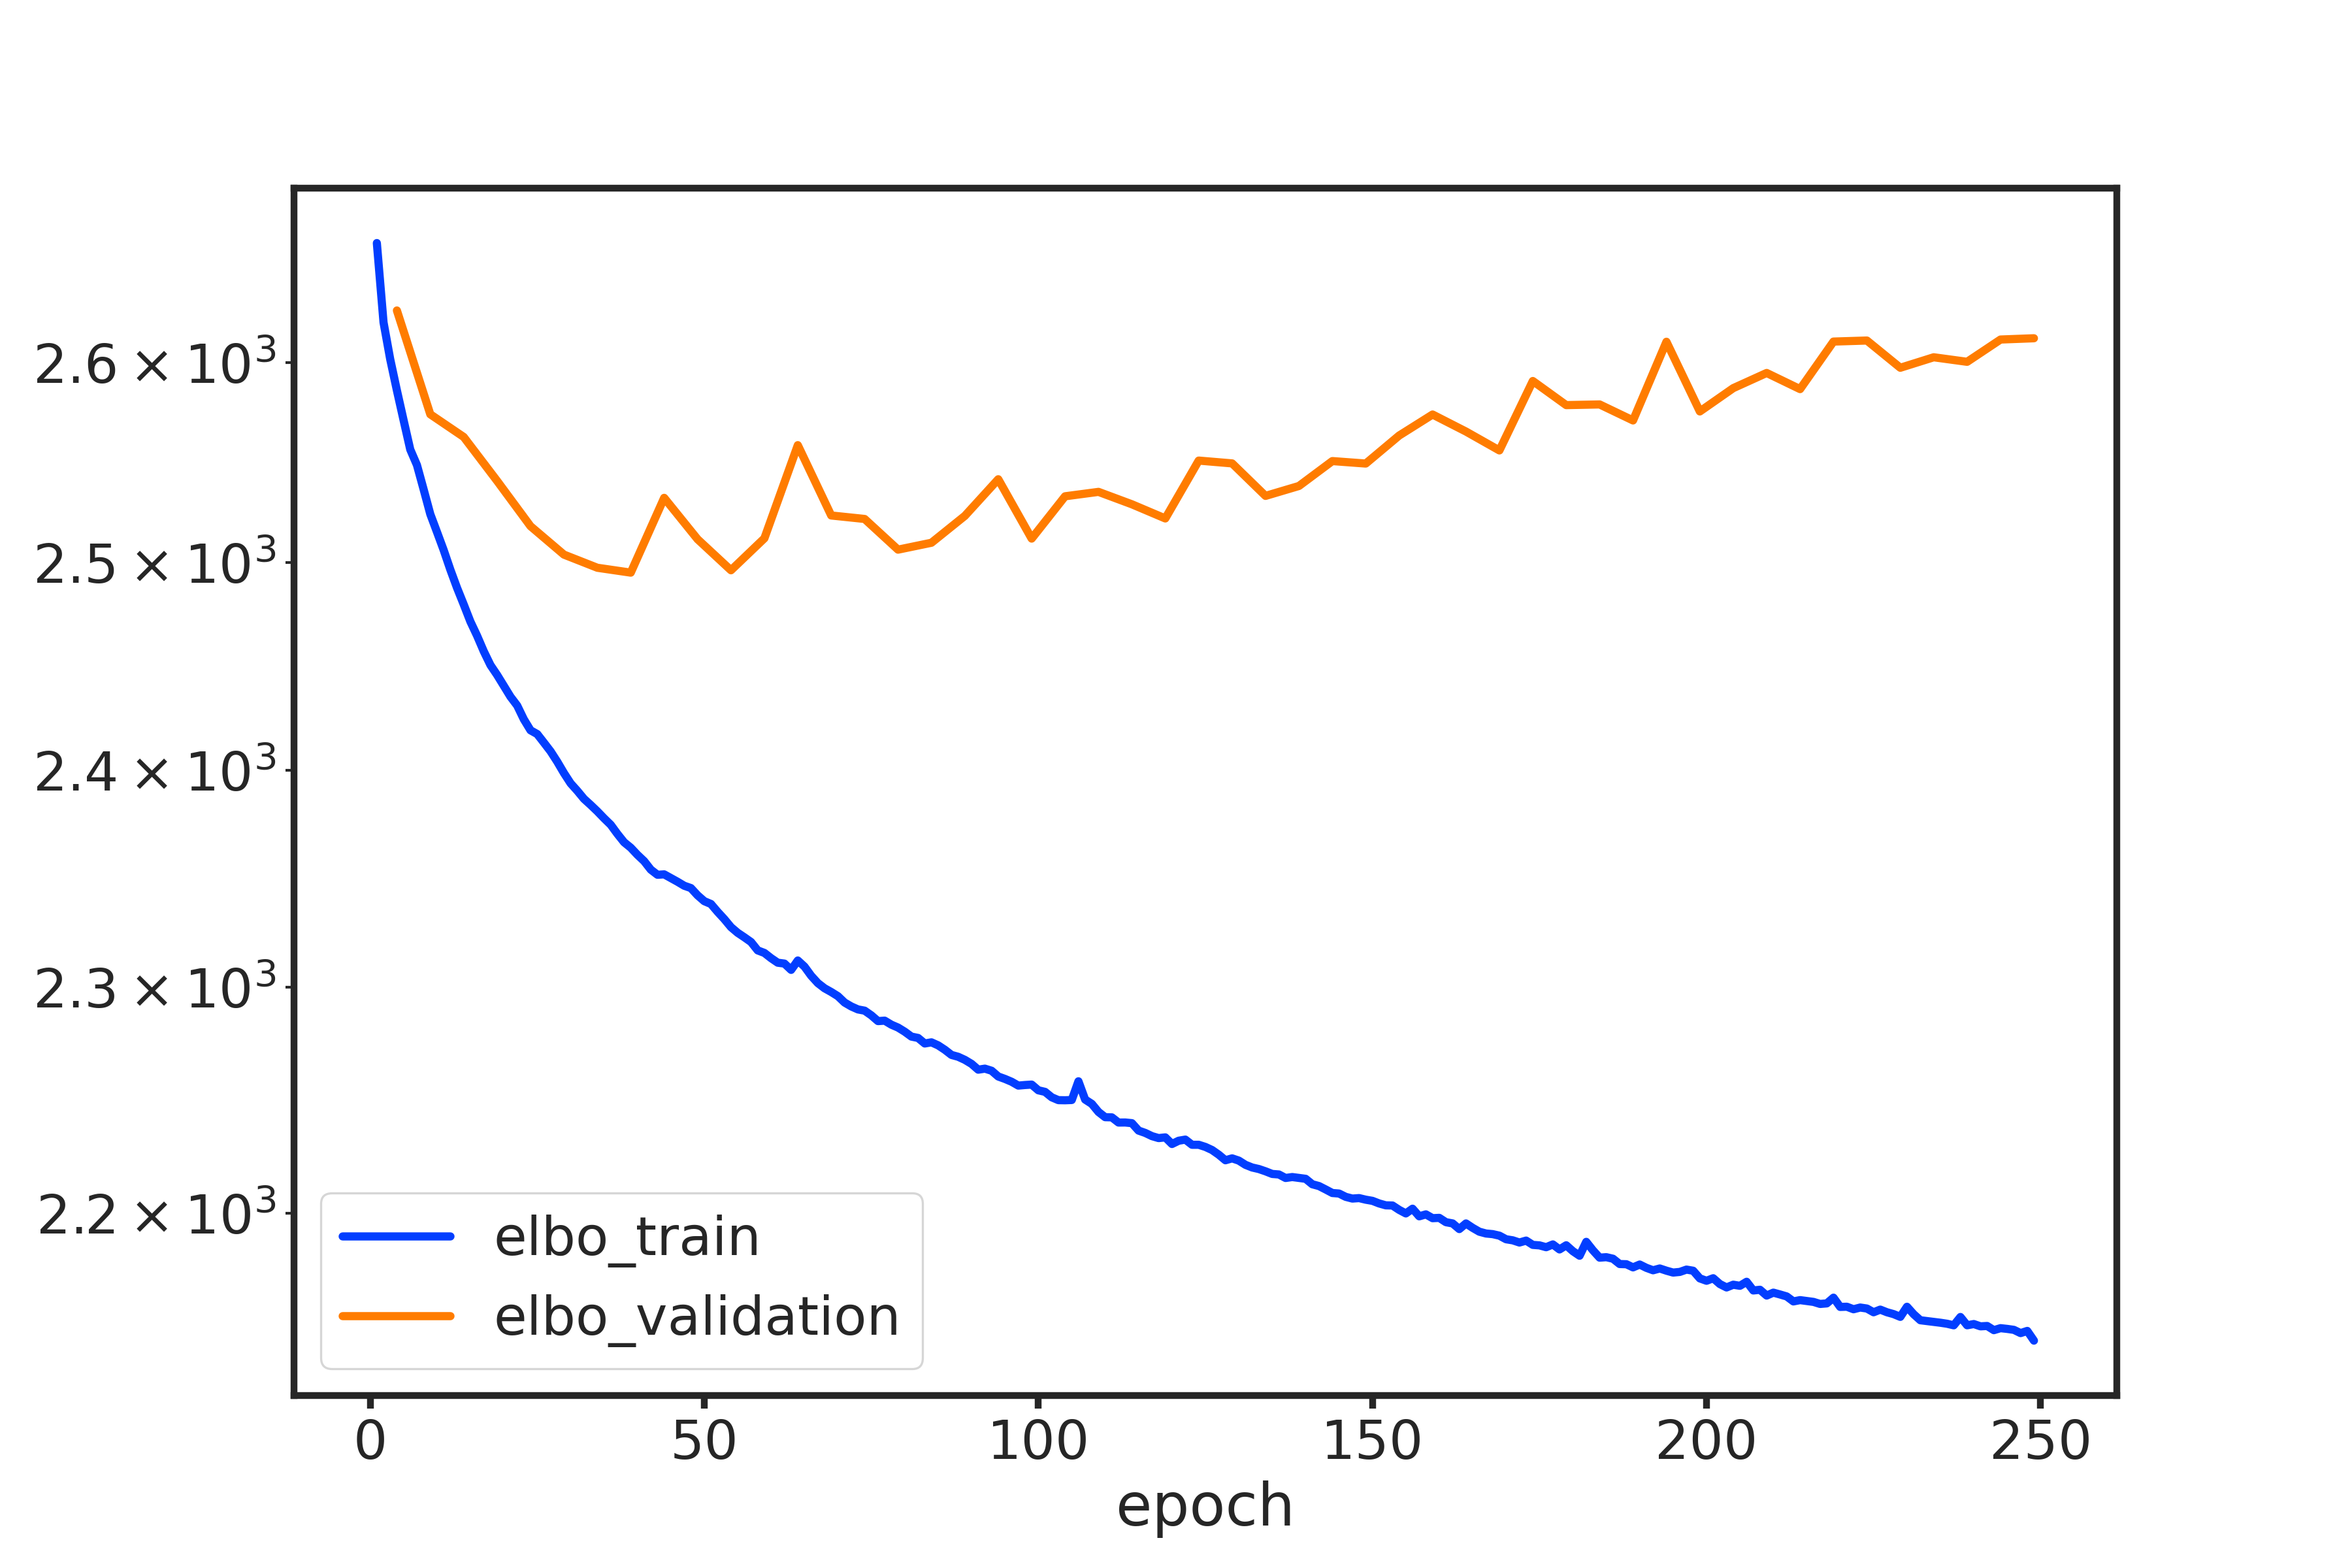 2.6 × 10³
2.5 × 10³
2.4 × 10³
2.3 × 10³
2.2 × 10³
elbo_train
elbo_validation
0 50 100 150 200 250
epoch